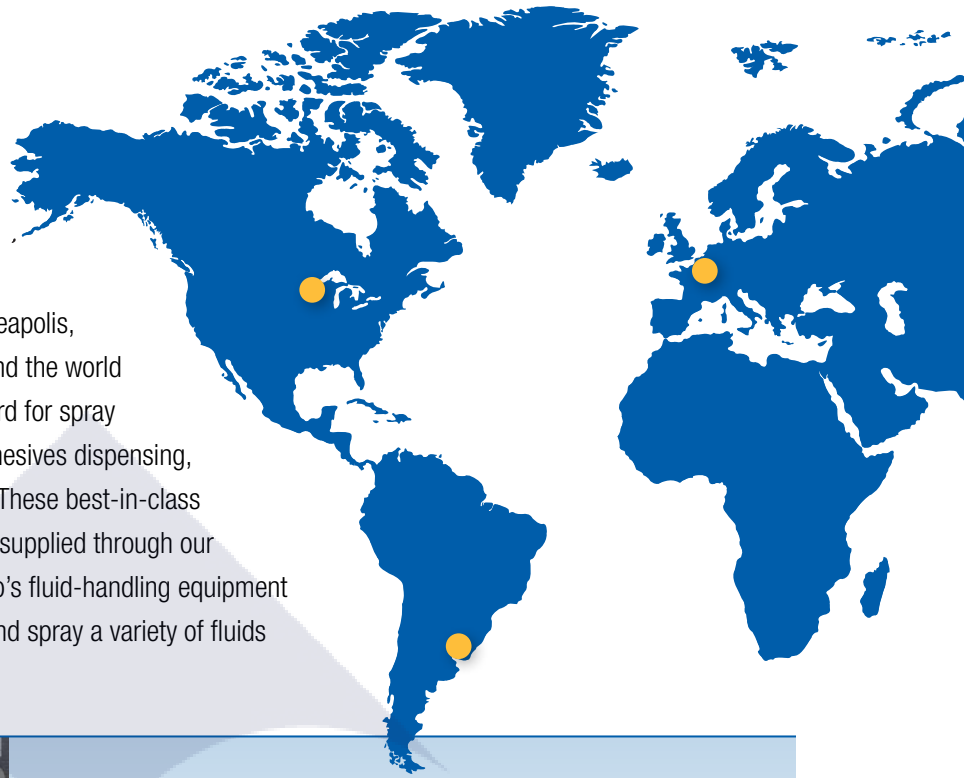 eapolis,
nd the world
rd for spray
nesives dispensing,
These best-in-class
supplied through our
o's fluid-handling equipment
nd spray a variety of fluids